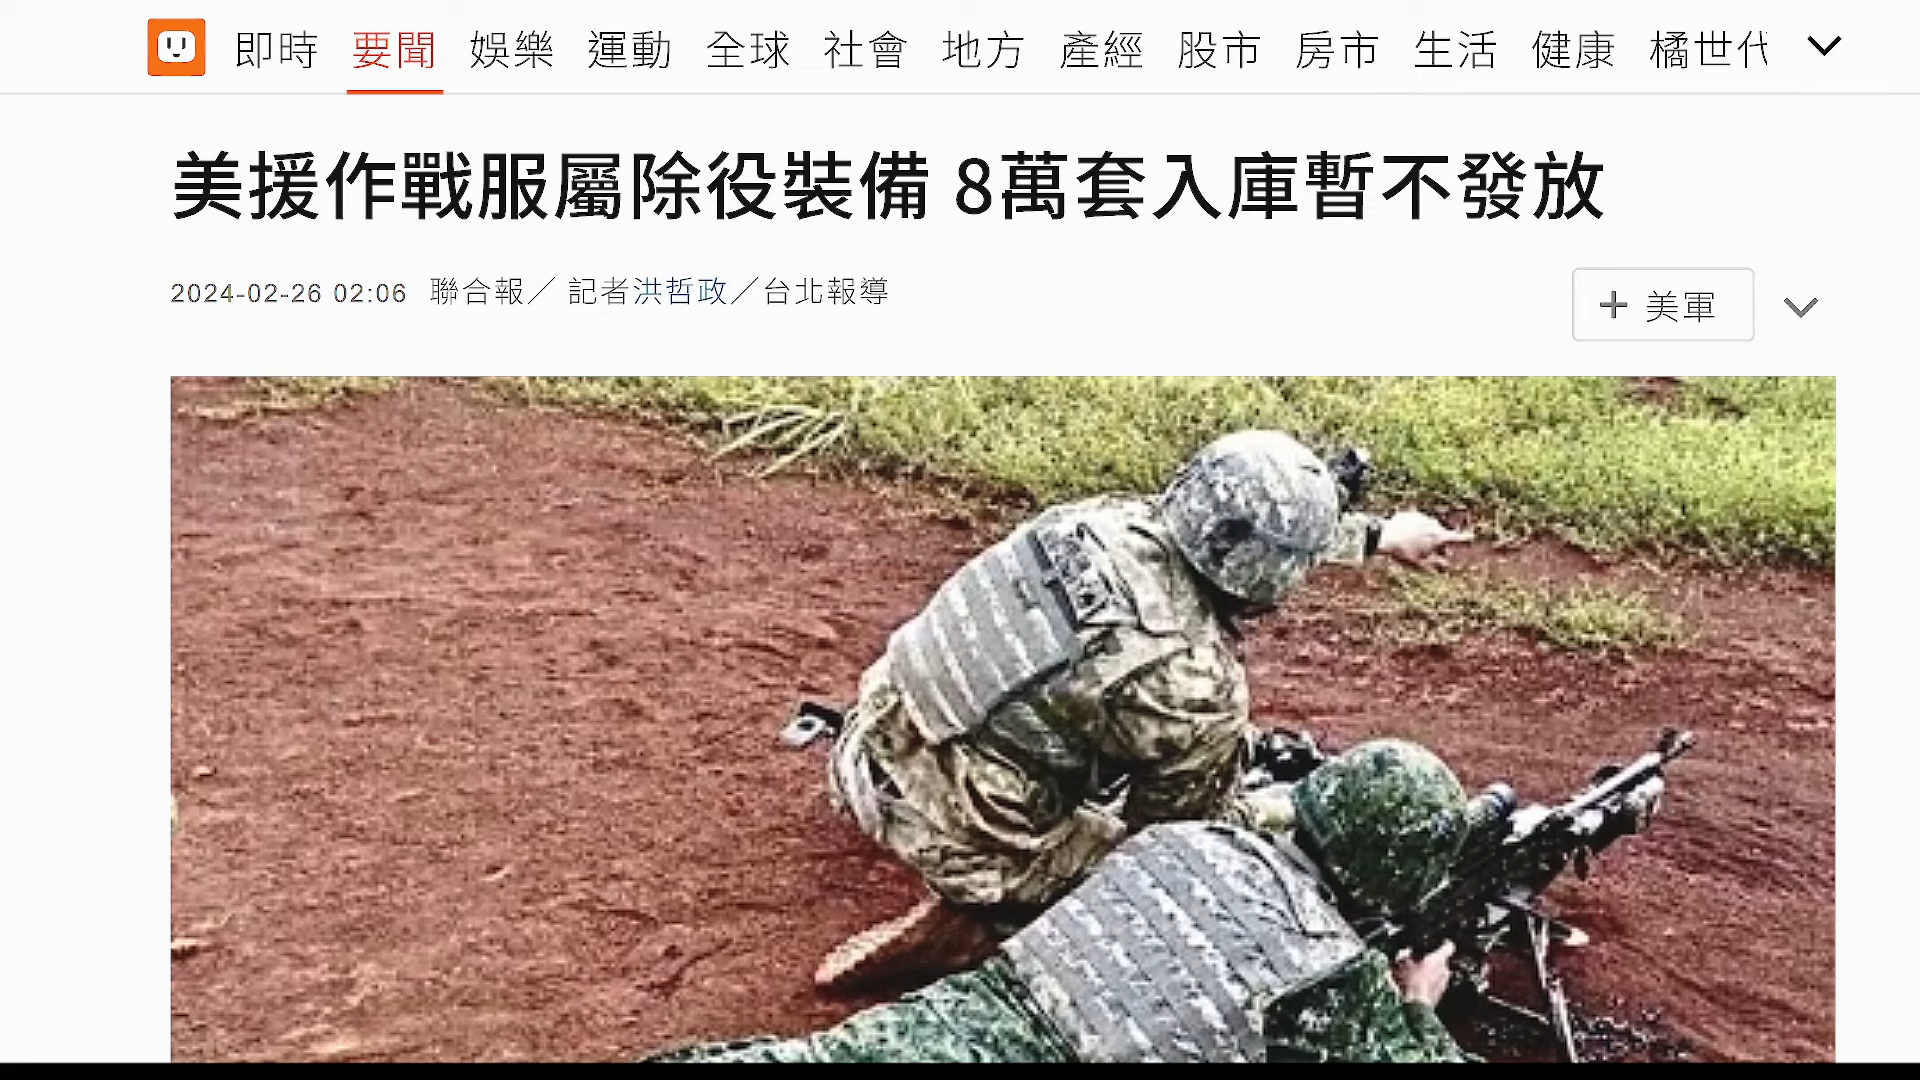 即時 要聞 娛樂 運動 全球 社會 地方 產經 股市 房市 生活 健康 橘世代
美援作戰服屬除役裝備 8萬套入庫暫不發放
2024-02-26 02:06 聯合報／ 記者洪哲政／台北報導
+ 美軍